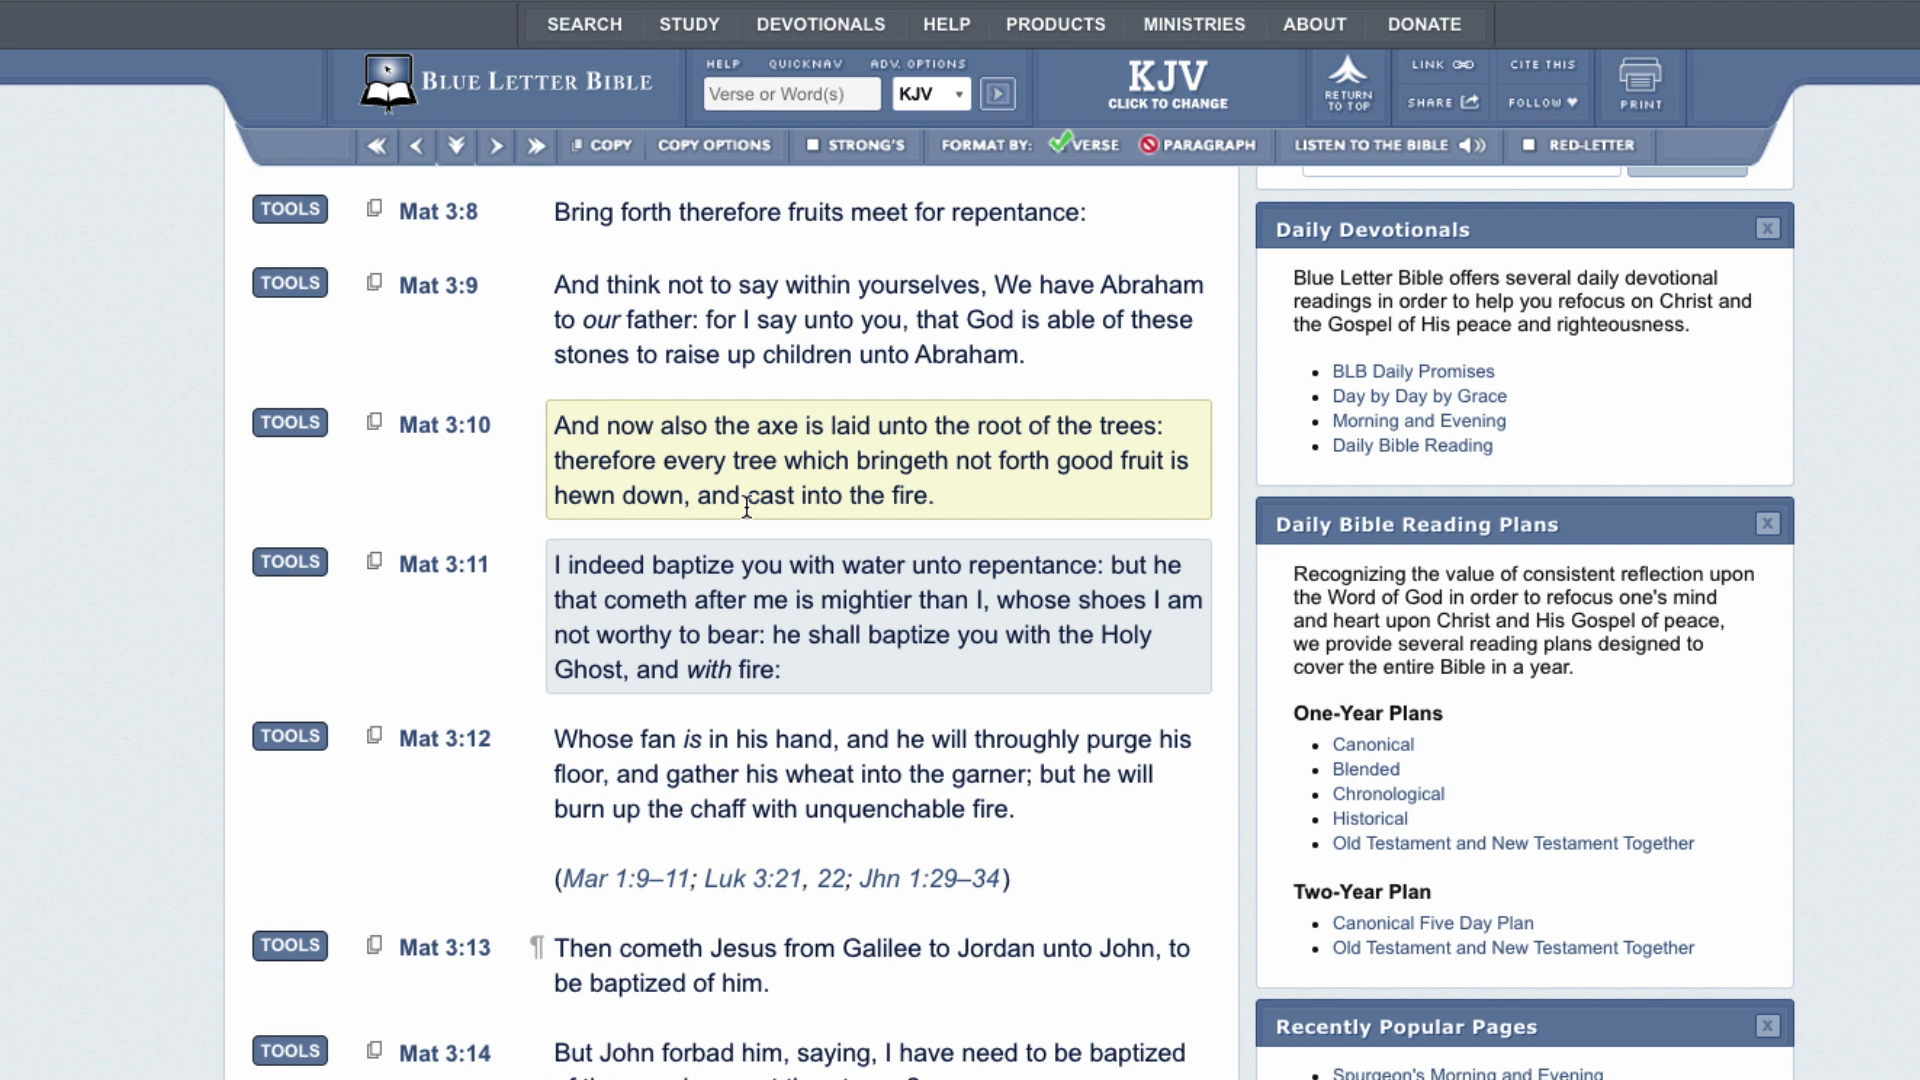 SEARCH STUDY DEVOTIONALS HELP PRODUCTS MINISTRIES ABOUT DONATE
BLUE LETTER BIBLE
HELP QUICKNAV ADV. OPTIONS
Verse or Word(s) KJV
KJV
CLICK TO CHANGE
RETURN
TO TOP
LINK CITE THIS
SHARE FOLLOW
PRINT
COPY COPY OPTIONS STRONG'S FORMAT BY: VERSE PARAGRAPH LISTEN TO THE BIBLE RED-LETTER
TOOLS Mat 3:8 Bring forth therefore fruits meet for repentance:
TOOLS Mat 3:9 And think not to say within yourselves, We have Abraham
to our father: for I say unto you, that God is able of these
stones to raise up children unto Abraham.
TOOLS Mat 3:10 And now also the axe is laid unto the root of the trees:
therefore every tree which bringeth not forth good fruit is
hewn down, and cast into the fire.
TOOLS Mat 3:11 I indeed baptize you with water unto repentance: but he
that cometh after me is mightier than I, whose shoes I am
not worthy to bear: he shall baptize you with the Holy
Ghost, and with fire:
TOOLS Mat 3:12 Whose fan is in his hand, and he will throughly purge his
floor, and gather his wheat into the garner; but he will
burn up the chaff with unquenchable fire.
(Mar 1:9–11; Luk 3:21, 22; Jhn 1:29–34)
TOOLS Mat 3:13 ¶ Then cometh Jesus from Galilee to Jordan unto John, to
be baptized of him.
TOOLS Mat 3:14 But John forbad him, saying, I have need to be baptized
Daily Devotionals X
Blue Letter Bible offers several daily devotional
readings in order to help you refocus on Christ and
the Gospel of His peace and righteousness.
• BLB Daily Promises
• Day by Day by Grace
• Morning and Evening
• Daily Bible Reading
Daily Bible Reading Plans X
Recognizing the value of consistent reflection upon
the Word of God in order to refocus one's mind
and heart upon Christ and His Gospel of peace,
we provide several reading plans designed to
cover the entire Bible in a year.
One-Year Plans
• Canonical
• Blended
• Chronological
• Historical
• Old Testament and New Testament Together
Two-Year Plan
• Canonical Five Day Plan
• Old Testament and New Testament Together
Recently Popular Pages X
• Spurgeon's Morning and Evening